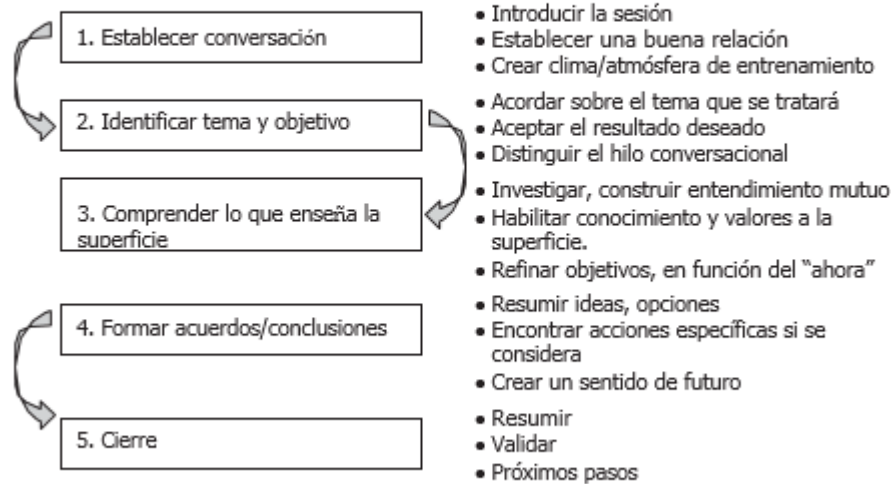 1. Establecer conversación
• Introducir la sesión
• Establecer una buena relación
• Crear clima/atmósfera de entrenamiento
2. Identificar tema y objetivo
• Acordar sobre el tema que se tratará
• Aceptar el resultado deseado
• Distinguir el hilo conversacional
3. Comprender lo que enseña la
superficie
• Investigar, construir entendimiento mutuo
• Habilitar conocimiento y valores a la
superficie.
• Refinar objetivos, en función del “ahora”
4. Formar acuerdos/conclusiones
• Resumir ideas, opciones
• Encontrar acciones específicas si se
considera
• Crear un sentido de futuro
5. Cierre
• Resumir
• Validar
• Próximos pasos